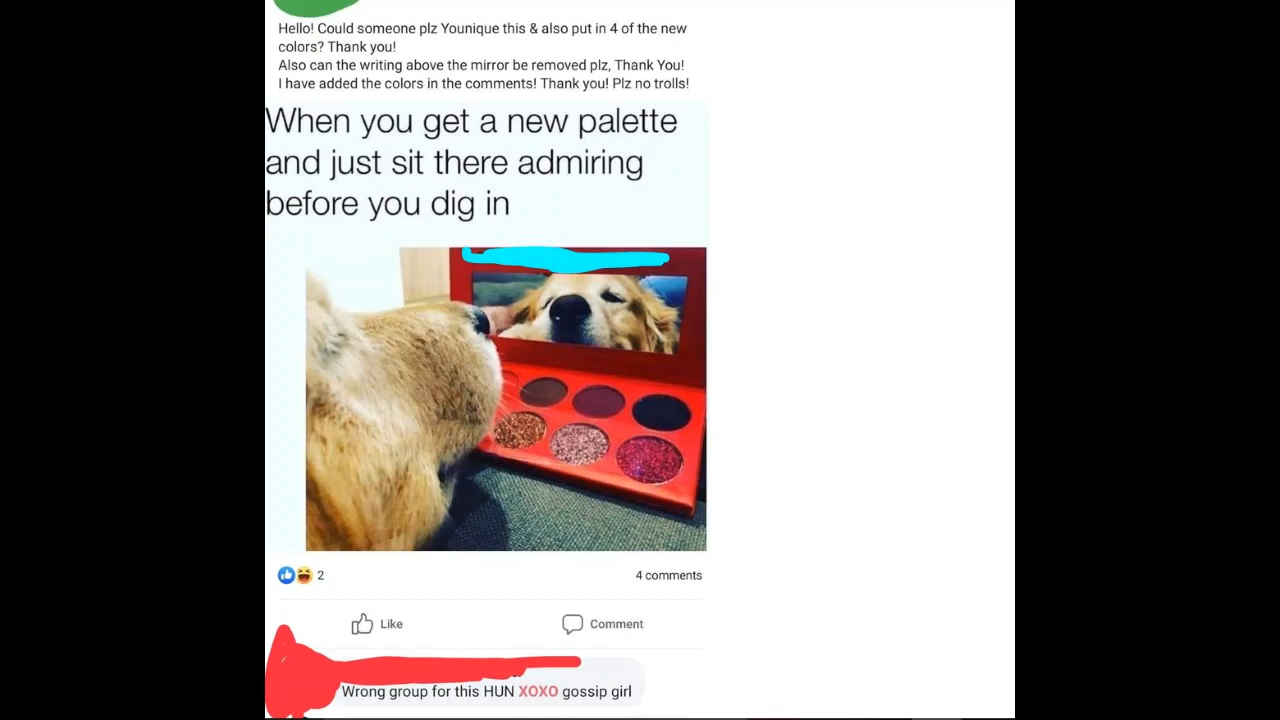 Hello! Could someone plz Younique this & also put in 4 of the new
colors? Thank you!
Also can the writing above the mirror be removed plz, Thank You!
I have added the colors in the comments! Thank you! Plz no trolls!
When you get a new palette
and just sit there admiring
before you dig in
2
4 comments
Like
Comment
Wrong group for this HUN XOXO gossip girl